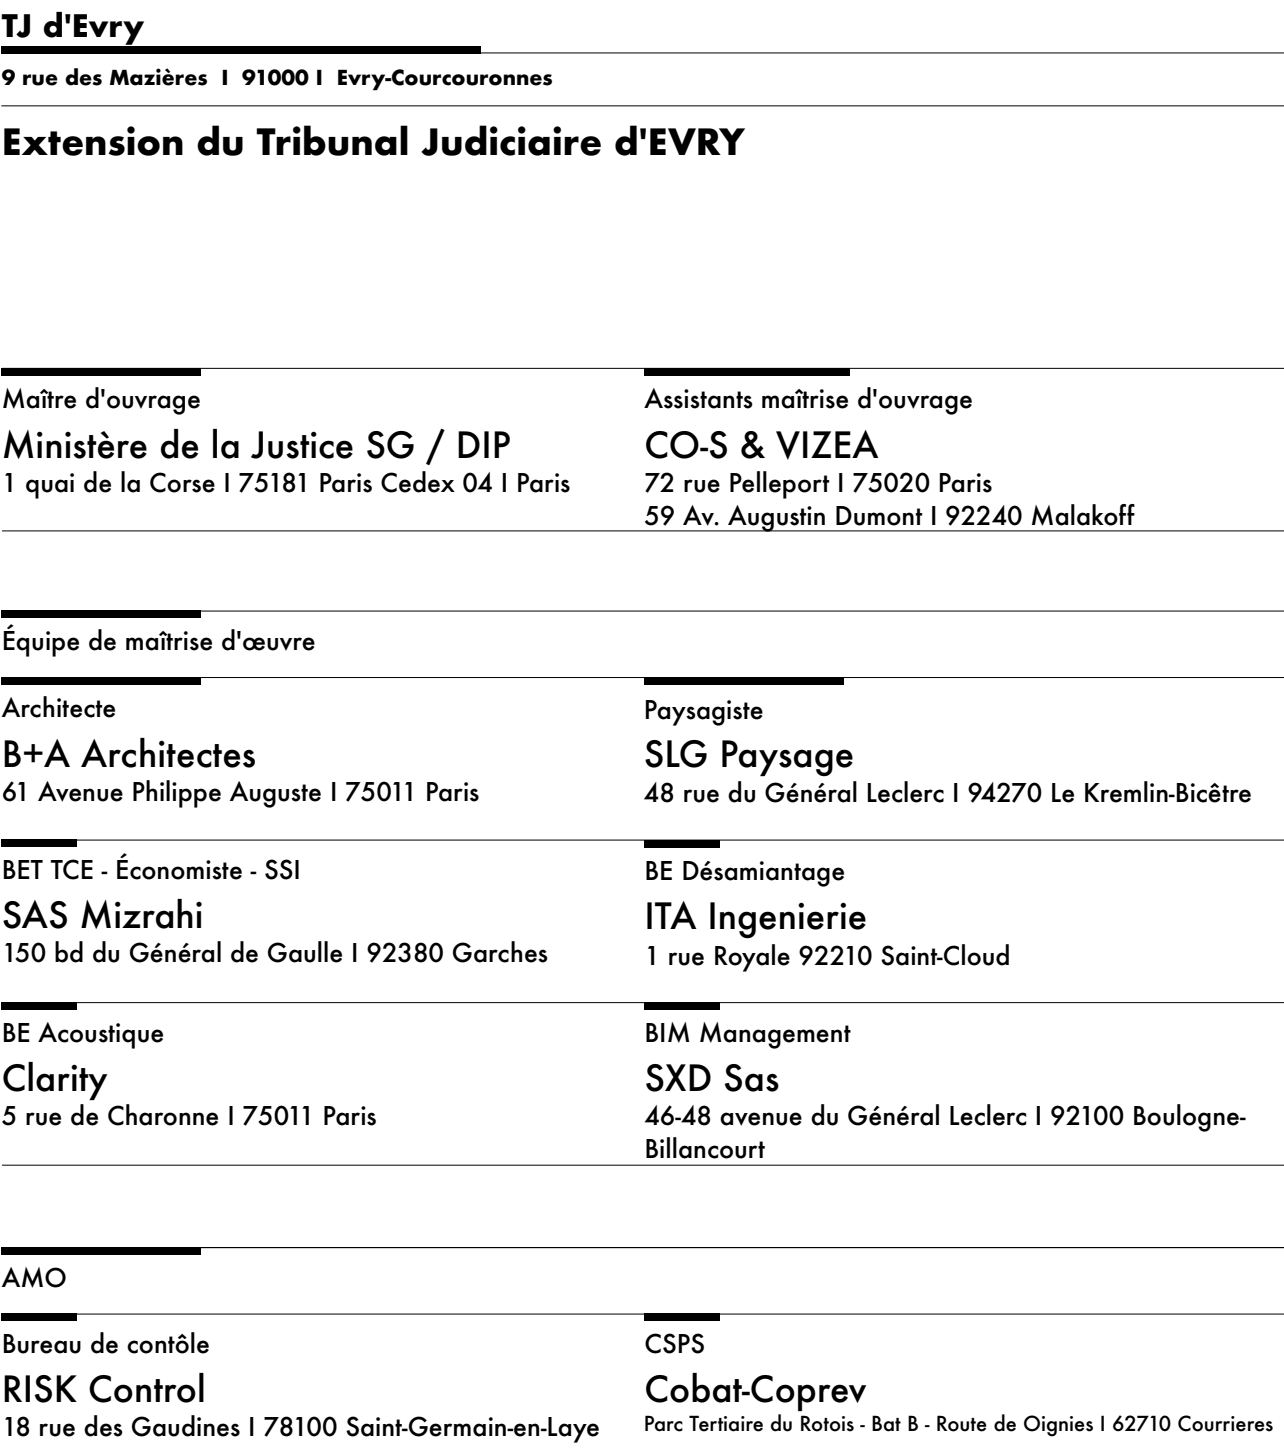 TJ d'Evry
9 rue des Mazières I 91000 I Evry-Courcouronnes
Extension du Tribunal Judiciaire d'EVRY
Maître d'ouvrage
Ministère de la Justice SG / DIP
1 quai de la Corse I 75181 Paris Cedex 04 I Paris
Assistants maîtrise d'ouvrage
CO-S & VIZEA
72 rue Pelleport I 75020 Paris
59 Av. Augustin Dumont I 92240 Malakoff
Équipe de maîtrise d'œuvre
Architecte
B+A Architectes
61 Avenue Philippe Auguste I 75011 Paris
Paysagiste
SLG Paysage
48 rue du Général Leclerc I 94270 Le Kremlin-Bicêtre
BET TCE - Économiste - SSI
SAS Mizrahi
150 bd du Général de Gaulle I 92380 Garches
BE Désamiantage
ITA Ingenierie
1 rue Royale 92210 Saint-Cloud
BE Acoustique
Clarity
5 rue de Charonne I 75011 Paris
BIM Management
SXD Sas
46-48 avenue du Général Leclerc I 92100 Boulogne-
Billancourt
AMO
Bureau de contôle
RISK Control
18 rue des Gaudines I 78100 Saint-Germain-en-Laye
CSPS
Cobat-Coprev
Parc Tertiaire du Rotois - Bat B - Route de Oignies I 62710 Courrieres